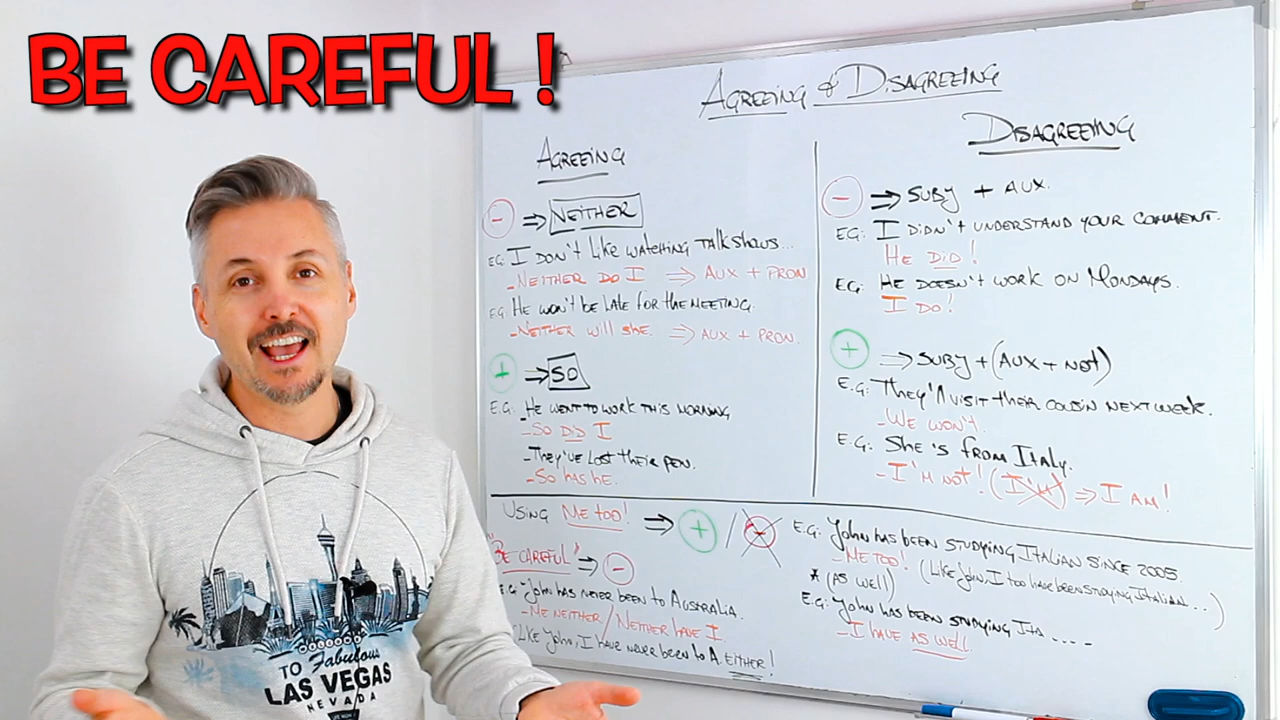 BE CAREFUL !
AGREEING & DISAGREEING
AGREEING
- ⇒ NEITHER
EG: I DON'T LIKE WATCHING TALKSHOWS...
-NEITHER DO I ⇒ AUX + PRON
E.G HE WON'T BE LATE FOR THE MEETING.
-NEITHER WILL SHE. ⇒ AUX + PRON.
+ ⇒ SO
E.G: -HE WENT TO WORK THIS MORNING
-SO DID I
-THEY'VE LOST THEIR PEN.
-SO HAS HE.
DISAGREEING
- ⇒ SUBJ + AUX.
EG: I DIDN'T UNDERSTAND YOUR COMMENT.
HE DID!
EG: HE DOESN'T WORK ON MONDAYS.
I DO!
+ ⇒ SUBJ + (AUX + NOT)
E.G: THEY'LL VISIT THEIR COUSIN NEXT WEEK.
-WE WON'T.
E.G: SHE'S FROM ITALY.
-I'M NOT! (I'M) ⇒ I AM!
USING ME TOO! ⇒ + / -
"BE CAREFUL" ⇒ -
E.G: JOHN HAS NEVER BEEN TO AUSTRALIA.
-ME NEITHER / NEITHER HAVE I
LIKE JOHN, I HAVE NEVER BEEN TO A. EITHER!
E.G: JOHN HAS BEEN STUDYING ITALIAN SINCE 2005.
-ME TOO! (LIKE JOHN, I TOO HAVE BEEN STUDYING ITALIAN...)
* (AS WELL)
E.G: JOHN HAS BEEN STUDYING ITA.....
-I HAVE AS WELL
TO Fabulous
LAS VEGAS
NEVADA